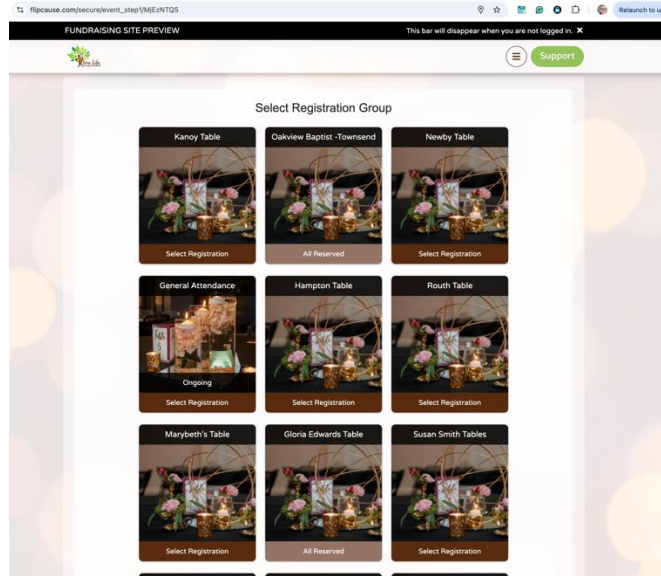 flipcause.com/secure/event_step1/MjEzNTQ5
Relaunch to u
FUNDRAISING SITE PREVIEW
This bar will disappear when you are not logged in. ✕
Support
Select Registration Group
Kanoy Table
Oakview Baptist -Townsend
Newby Table
Select Registration
All Reserved
Select Registration
General Attendance
Hampton Table
Routh Table
Ongoing
Select Registration
Select Registration
Select Registration
Marybeth's Table
Gloria Edwards Table
Susan Smith Tables
Select Registration
All Reserved
Select Registration